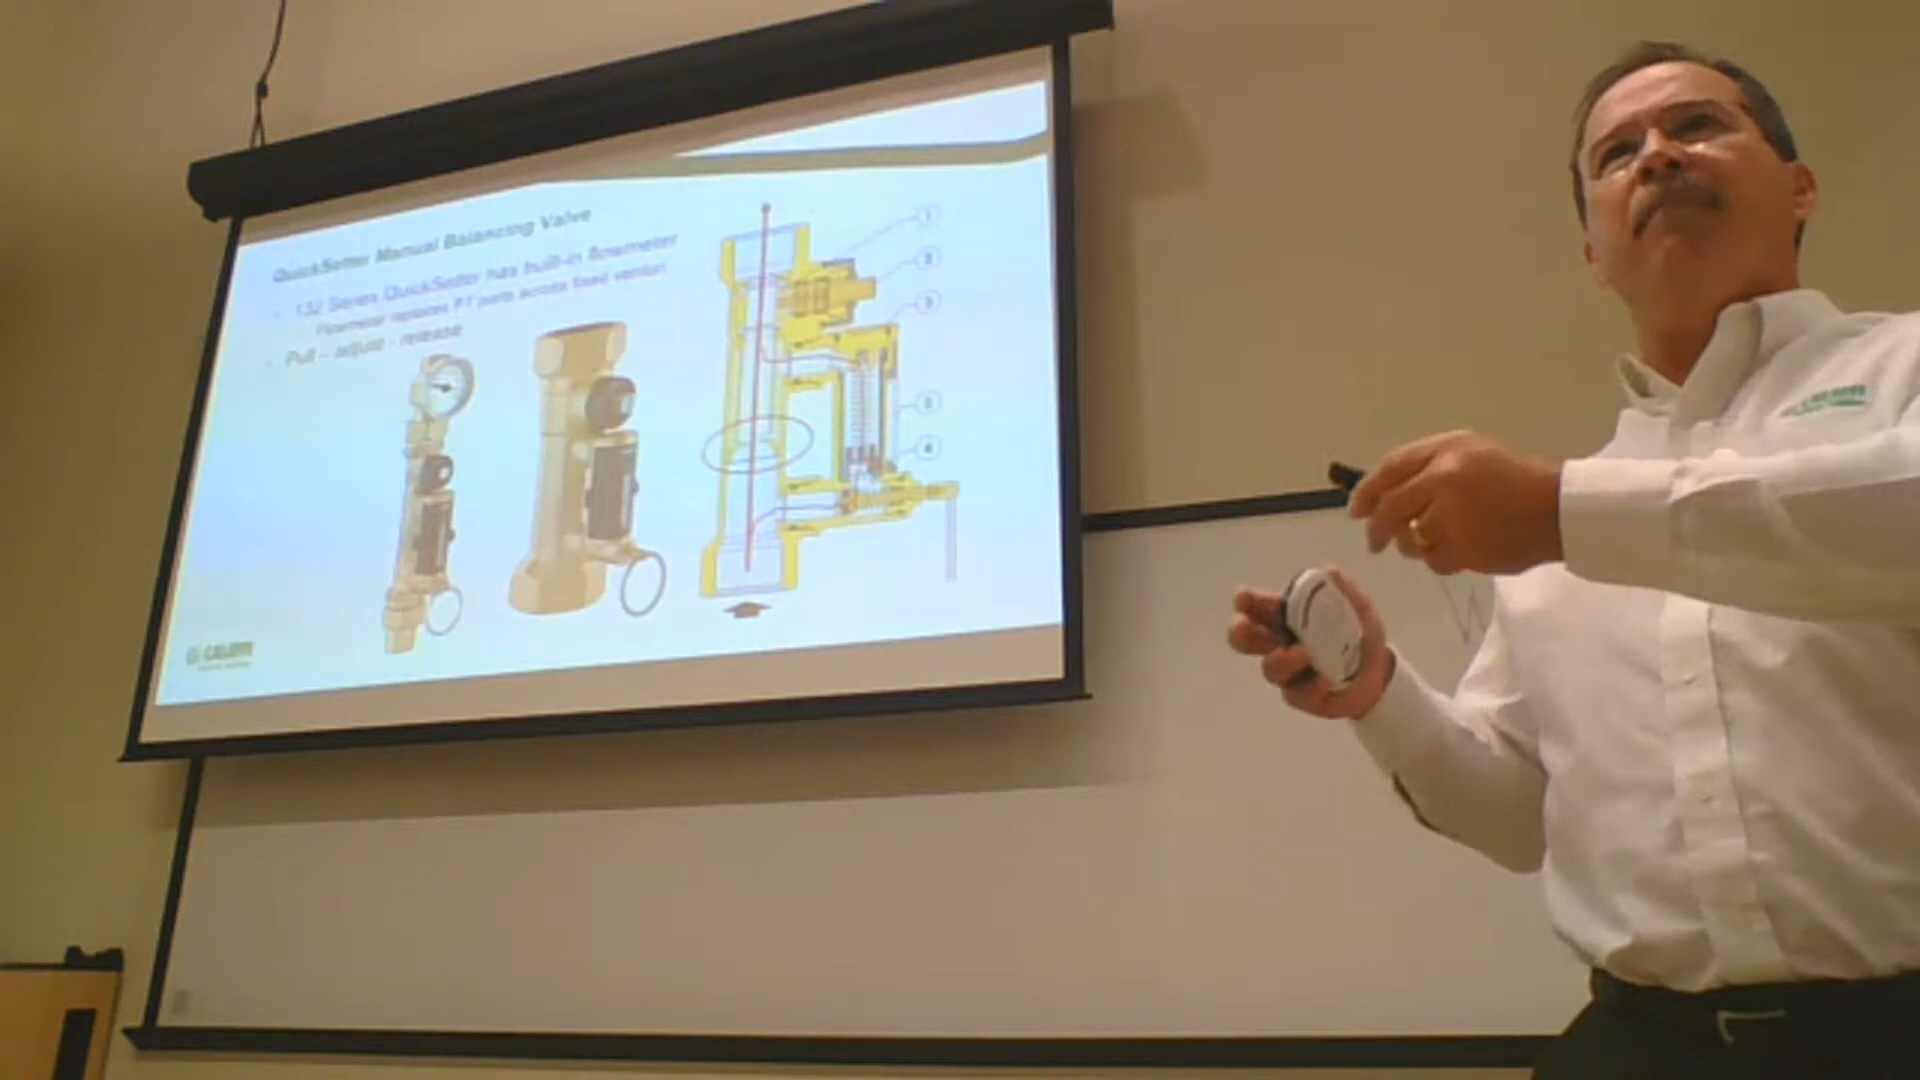 QuickSetter Manual Balancing Valve
- 132 Series QuickSetter has built-in flowmeter
- Flowmeter replaces PT ports across fixed venturi
- Pull – adjust - release
1
2
3
5
4
CALEFFI
CALEFFI